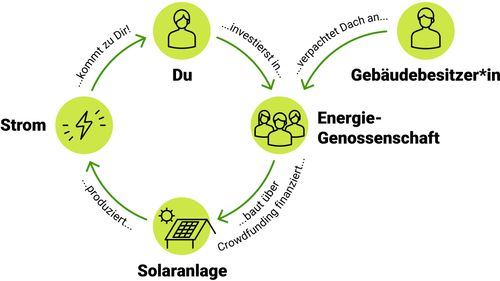 ...kommt zu Dir!
...investierst in...
...verpachtet Dach an...
Du
Gebäudebesitzer*in
Strom
Energie-
Genossenschaft
...produziert...
...baut über
Crowdfunding finanziert...
Solaranlage